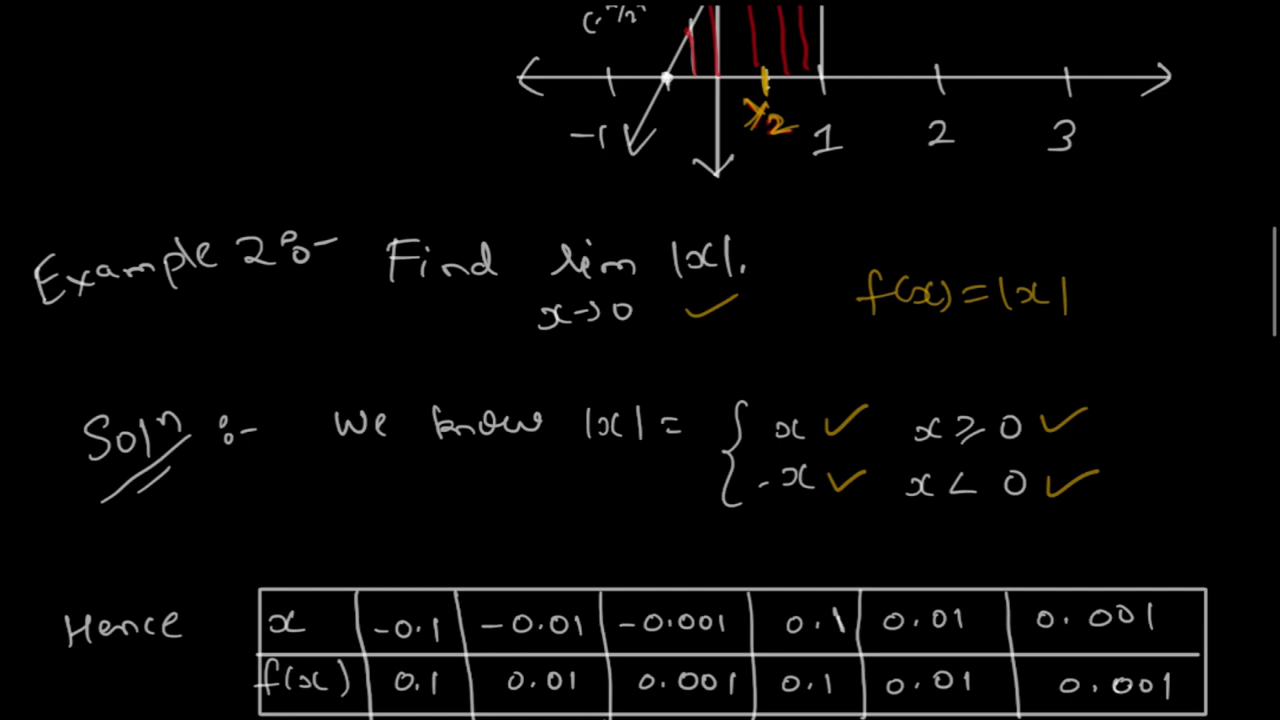 x2
-1 1 2 3
Example 2:- Find lim |x|.
x→0
f(x)=|x|
Solⁿ :- We know |x| = { x x ≥ 0
-x x < 0
Hence x -0.1 -0.01 -0.001 0.1 0.01 0.001
f(x) 0.1 0.01 0.001 0.1 0.01 0.001